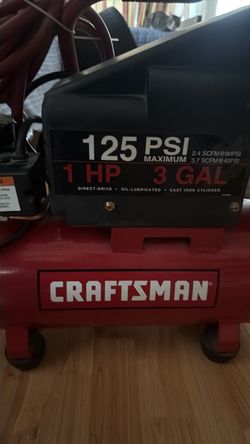 125 PSI
MAXIMUM
2.4 SCFM@90PSI
3.7 SCFM@40PSI
1 HP 3 GAL
DIRECT-DRIVE • OIL-LUBRICATED • CAST IRON CYLINDER
CRAFTSMAN